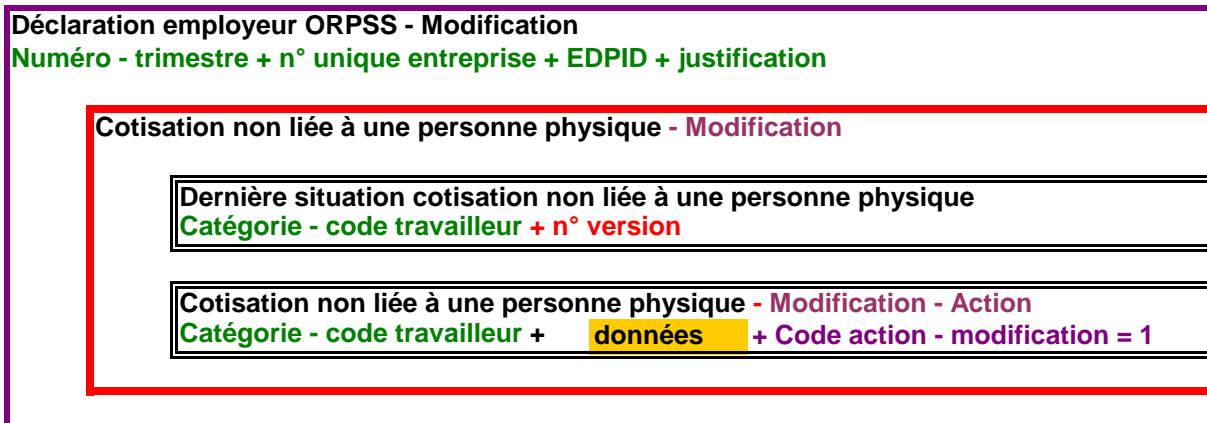 Déclaration employeur ORPSS - Modification
Numéro - trimestre + n° unique entreprise + EDPID + justification
Cotisation non liée à une personne physique - Modification
Dernière situation cotisation non liée à une personne physique
Catégorie - code travailleur + n° version
Cotisation non liée à une personne physique - Modification - Action
Catégorie - code travailleur + données + Code action - modification = 1